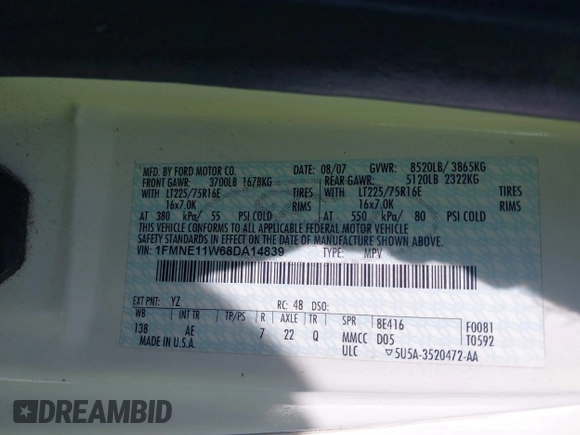 MFD. BY FORD MOTOR CO. DATE: 08/07 GVWR: 8520LB/ 3865KG
FRONT GAWR: 3700LB 1678KG REAR GAWR: 5120LB 2322KG
WITH LT225/75R16E TIRES WITH LT225/75R16E TIRES
16x7.0K RIMS 16x7.0K RIMS
AT 380 kPa/ 55 PSI COLD AT 550 kPa/ 80 PSI COLD
THIS VEHICLE CONFORMS TO ALL APPLICABLE FEDERAL MOTOR VEHICLE
SAFETY AND THEFT PREVENTION STANDARDS IN EFFECT ON THE DATE OF MANUFACTURE SHOWN ABOVE.
VIN: 1FMNE11W68DA14839 TYPE: MPV
EXT PNT: YZ RC: 48 DSO:
WB INT TR TP/PS R AXLE TR SPR 8E416 F0081
138 AE 7 22 Q MMCC D05 T0592
MADE IN U.S.A. ULC ▽5U5A-3520472-AA
DREAMBID